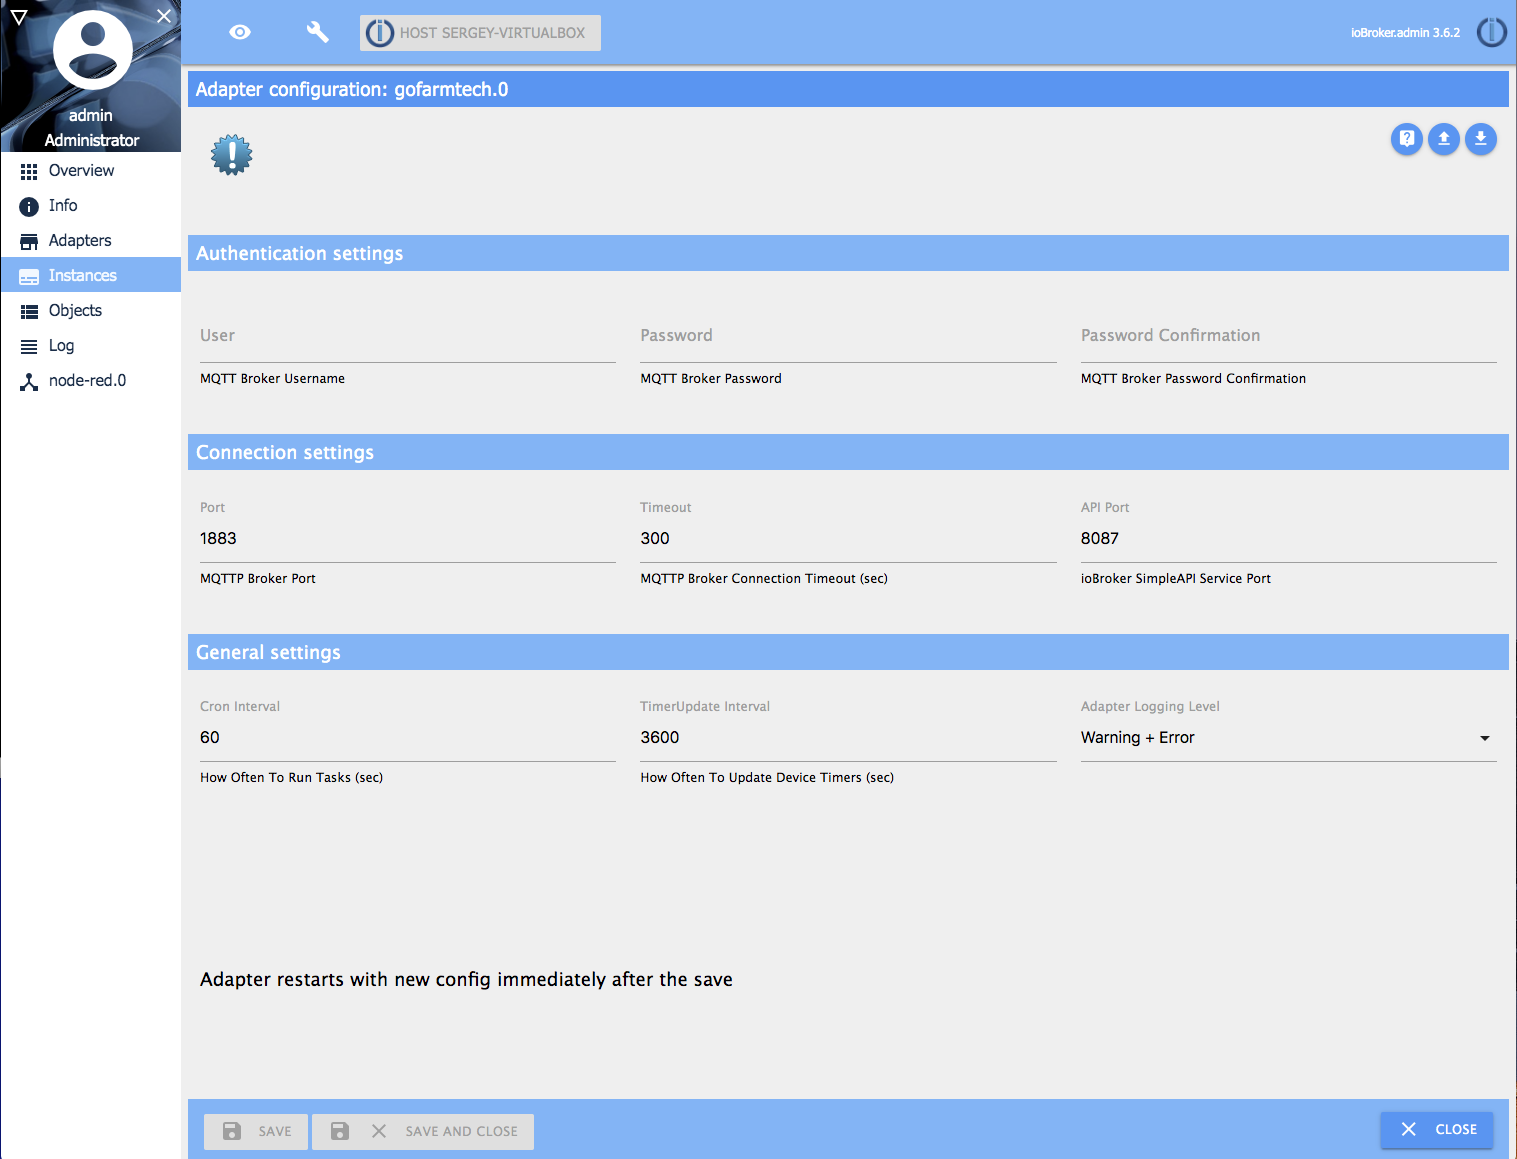 HOST SERGEY-VIRTUALBOX
ioBroker.admin 3.6.2
admin
Administrator
Overview
Info
Adapters
Instances
Objects
Log
node-red.0
Adapter configuration: gofarmtech.0
Authentication settings
User
Password
Password Confirmation
MQTT Broker Username
MQTT Broker Password
MQTT Broker Password Confirmation
Connection settings
Port
Timeout
API Port
1883
300
8087
MQTTP Broker Port
MQTTP Broker Connection Timeout (sec)
ioBroker SimpleAPI Service Port
General settings
Cron Interval
TimerUpdate Interval
Adapter Logging Level
60
3600
Warning + Error
How Often To Run Tasks (sec)
How Often To Update Device Timers (sec)
Adapter restarts with new config immediately after the save
SAVE
SAVE AND CLOSE
CLOSE